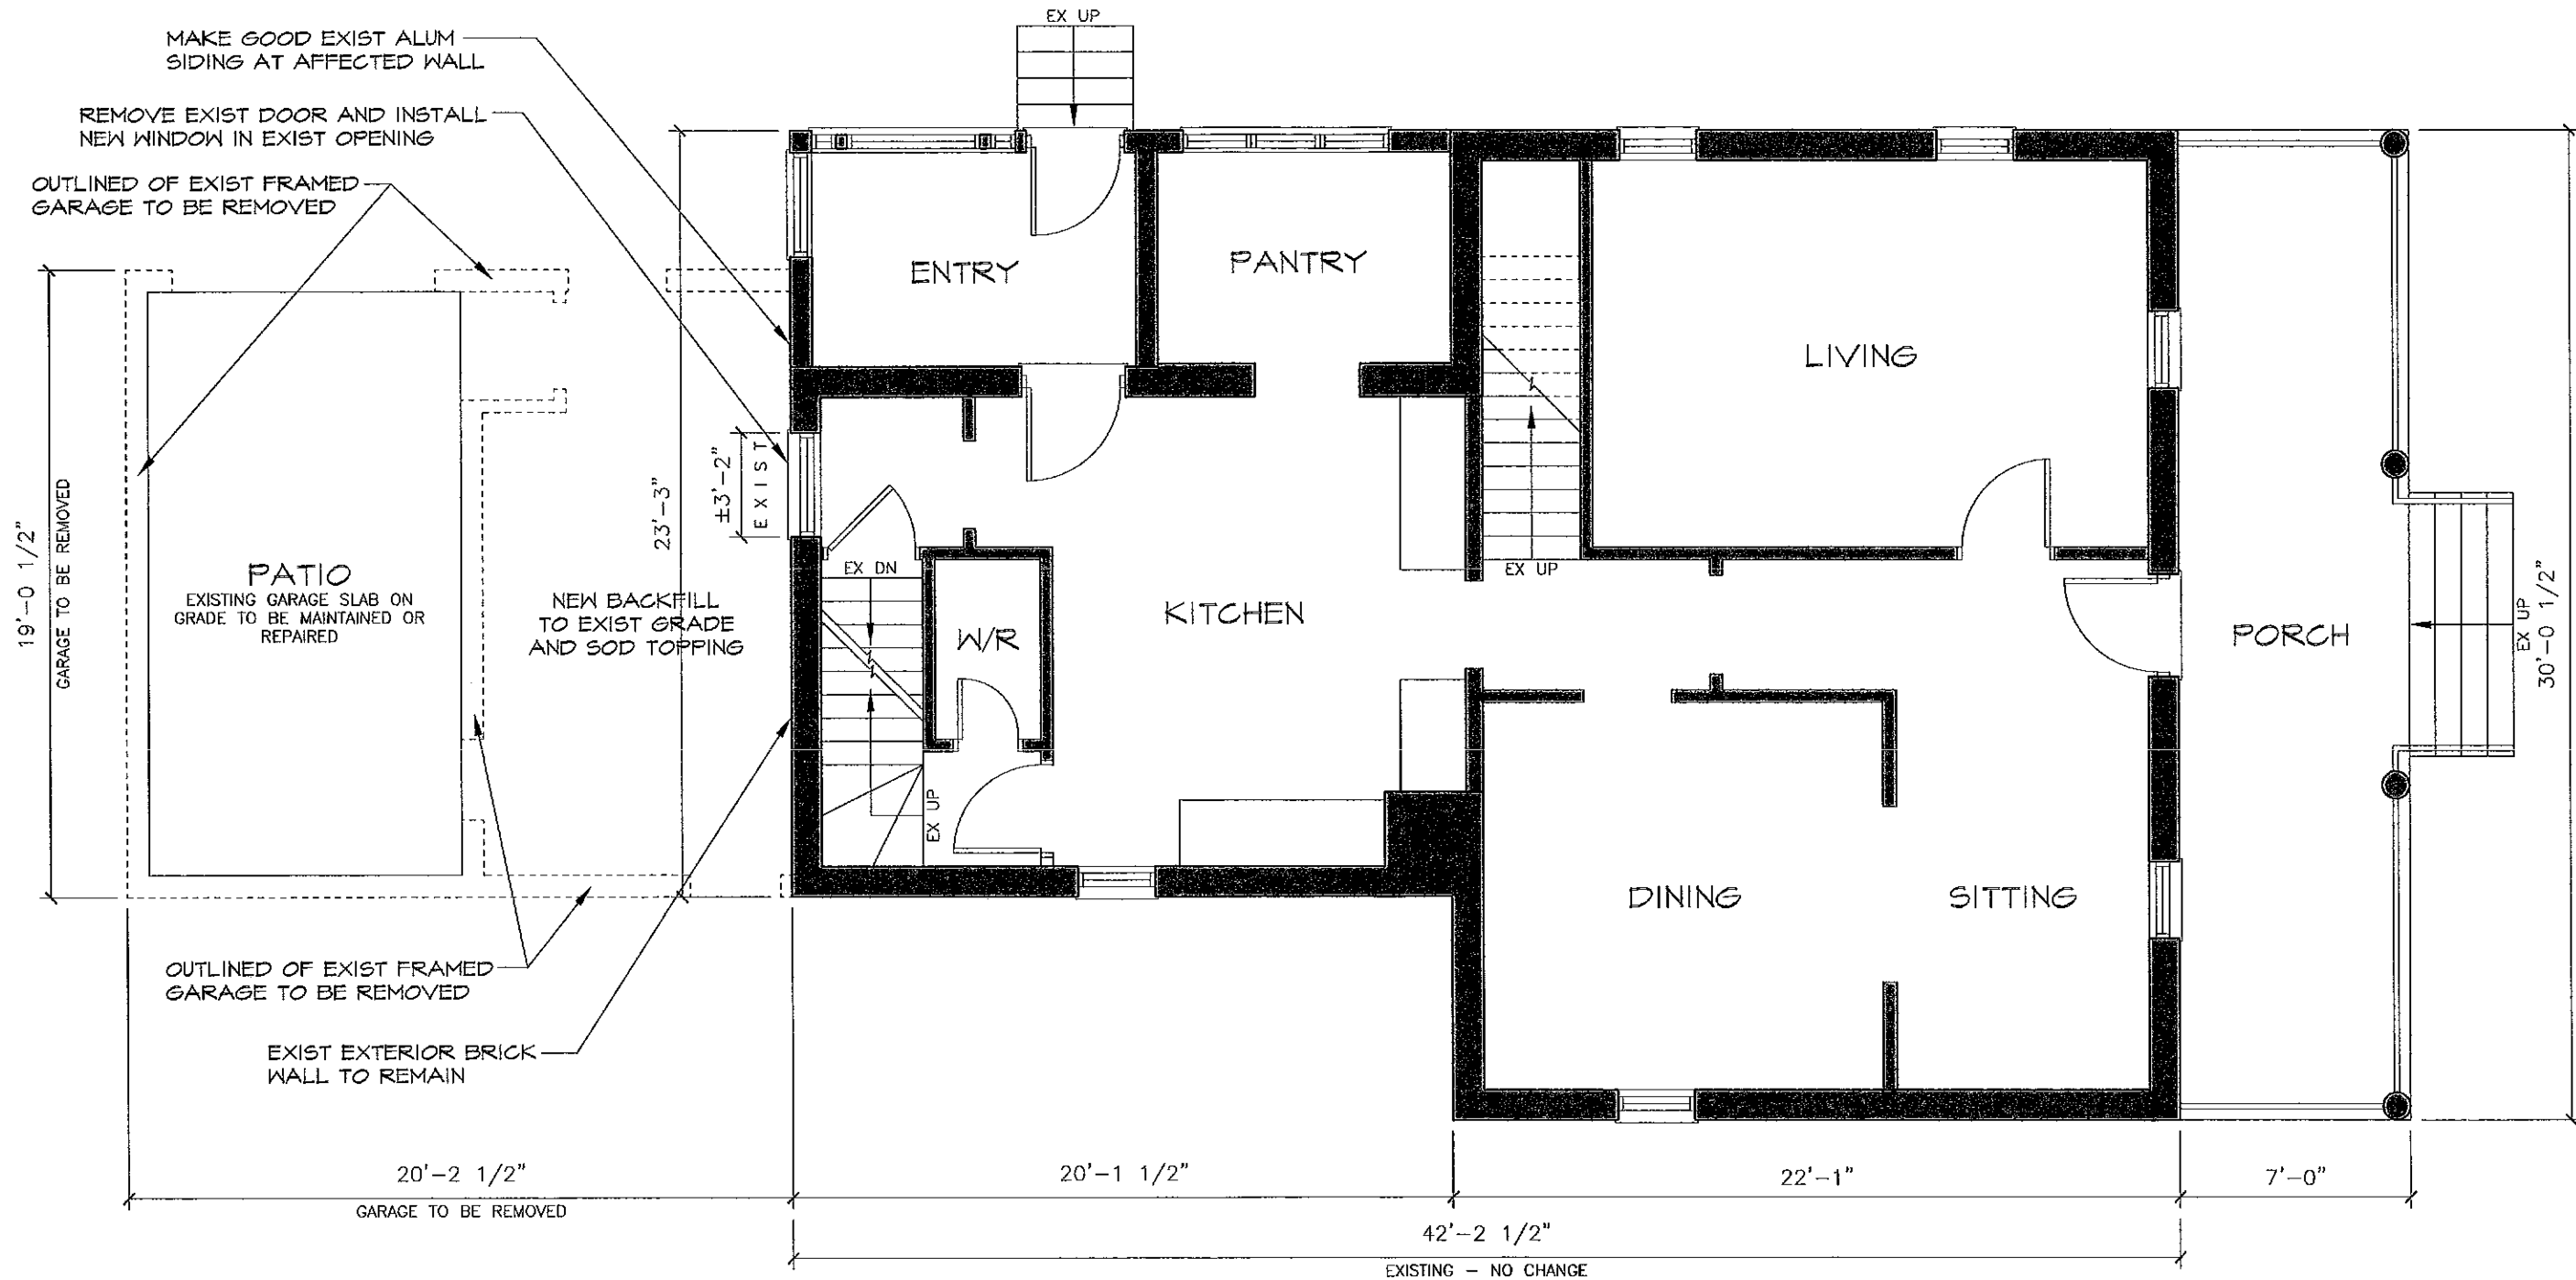 EX UP
MAKE GOOD EXIST ALUM
SIDING AT AFFECTED WALL
REMOVE EXIST DOOR AND INSTALL
NEW WINDOW IN EXIST OPENING
OUTLINED OF EXIST FRAMED
GARAGE TO BE REMOVED
ENTRY
PANTRY
LIVING
19'-0 1/2"
GARAGE TO BE REMOVED
23'-3"
±3'-2"
EXIST
PATIO
EXISTING GARAGE SLAB ON
GRADE TO BE MAINTAINED OR
REPAIRED
NEW BACKFILL
TO EXIST GRADE
AND SOD TOPPING
EX DN
W/R
KITCHEN
EX UP
PORCH
EX UP
30'-0 1/2"
EX UP
DINING
SITTING
OUTLINED OF EXIST FRAMED
GARAGE TO BE REMOVED
EXIST EXTERIOR BRICK
WALL TO REMAIN
20'-2 1/2"
GARAGE TO BE REMOVED
20'-1 1/2"
22'-1"
7'-0"
42'-2 1/2"
EXISTING - NO CHANGE